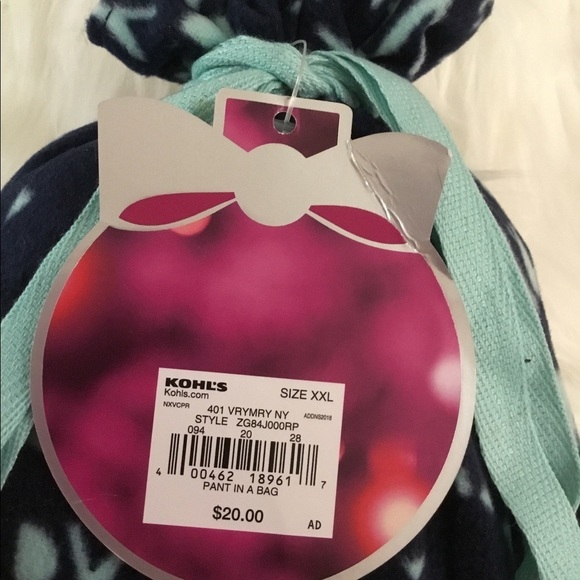 KOHL'S SIZE XXL
Kohls.com
NXVCPR 401 VRYMRY NY ADDNS2018
STYLE ZG84J000RP
094 20 28
4 00462 18961 7
PANT IN A BAG
$20.00 AD